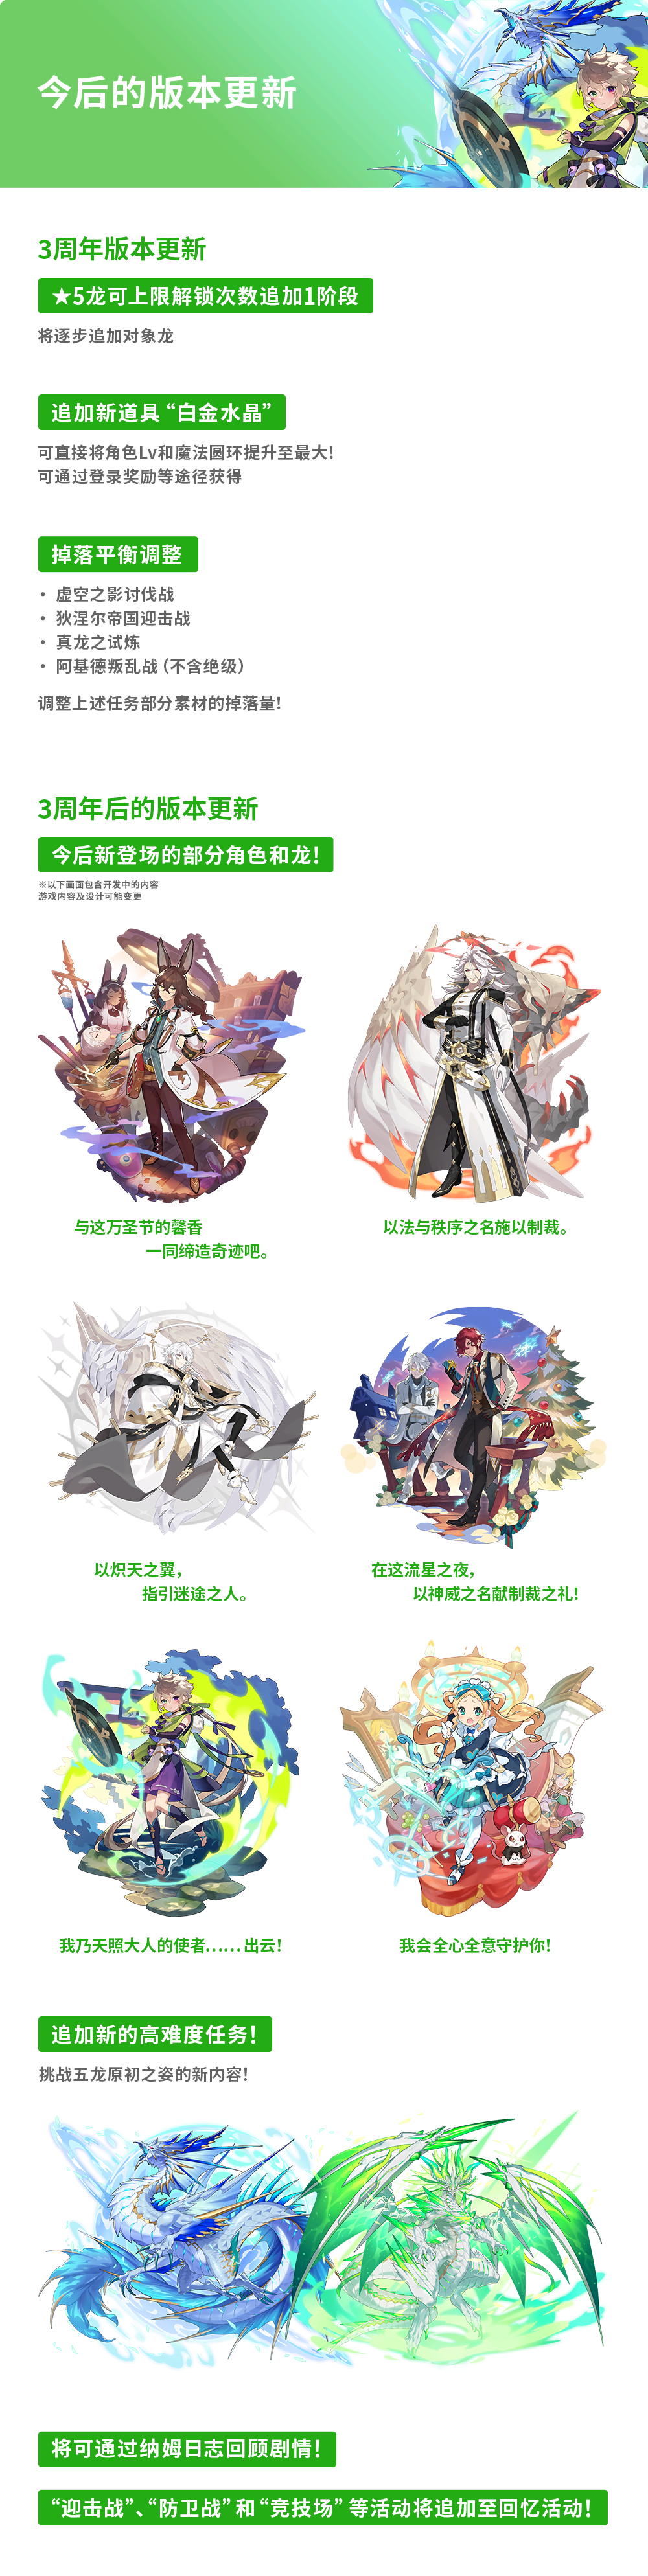 今后的版本更新
3周年版本更新
★5龙可上限解锁次数追加1阶段
将逐步追加对象龙
追加新道具“白金水晶”
可直接将角色Lv和魔法圆环提升至最大！
可通过登录奖励等途径获得
掉落平衡调整
• 虚空之影讨伐战
• 狄涅尔帝国迎击战
• 真龙之试炼
• 阿基德叛乱战（不含绝级）
调整上述任务部分素材的掉落量！
3周年后的版本更新
今后新登场的部分角色和龙！
※以下画面包含开发中的内容
游戏内容及设计可能变更
与这万圣节的馨香
一同缔造奇迹吧。
以法与秩序之名施以制裁。
以炽天之翼，
指引迷途之人。
在这流星之夜，
以神威之名献制裁之礼！
我乃天照大人的使者……出云！
我会全心全意守护你！
追加新的高难度任务！
挑战五龙原初之姿的新内容！
将可通过纳姆日志回顾剧情！
“迎击战”、“防卫战”和“竞技场”等活动将追加至回忆活动！